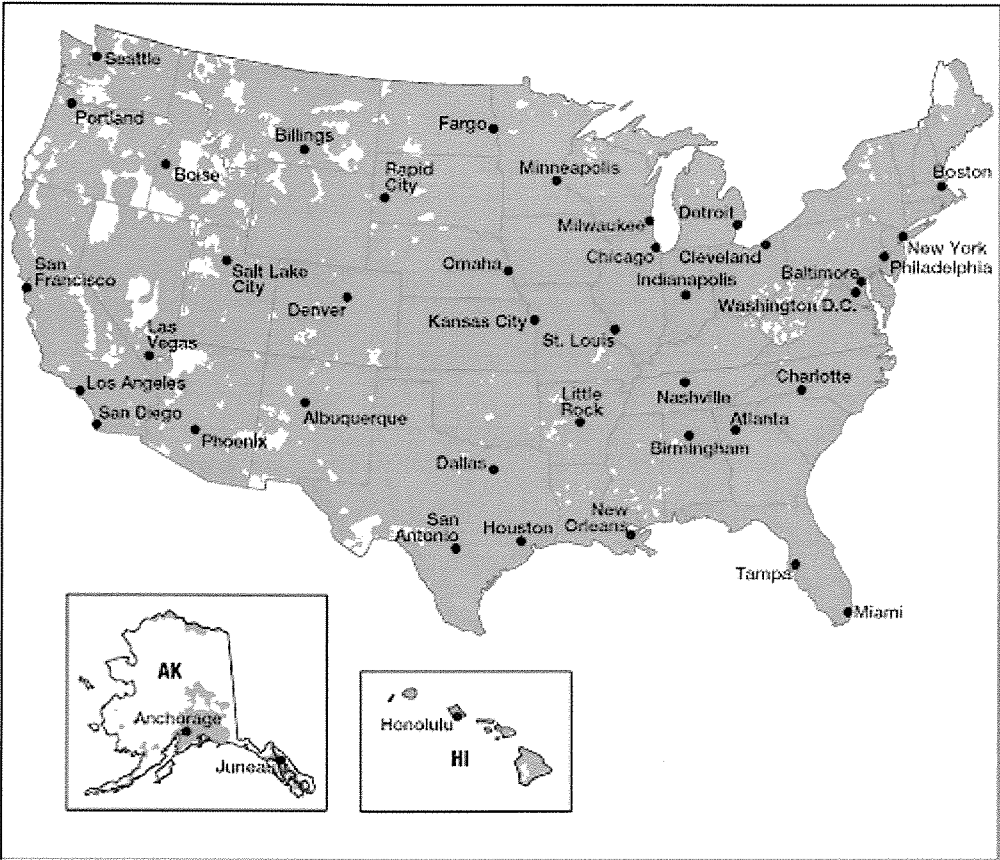 Seattle
Portland
Billings
Fargo
Boise
Rapid
City
Minneapolis
Boston
Milwaukee
Detroit
San
Francisco
Salt Lake
City
Omaha
Chicago
Cleveland
New York
Philadelphia
Indianapolis
Baltimore
Denver
Washington D.C.
Kansas City
St. Louis
Las
Vegas
Los Angeles
San Diego
Phoenix
Albuquerque
Little
Rock
Nashville
Charlotte
Atlanta
Birmingham
Dallas
San
Antonio
Houston
New
Orleans
Tampa
Miami
AK
Anchorage
Juneau
Honolulu
HI